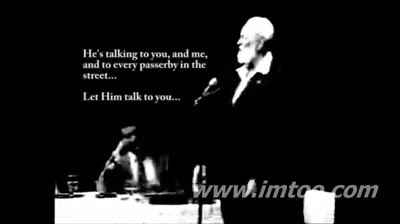 He's talking to you, and me,
and to every passerby in the
street...
Let Him talk to you...
www.imtoo.com